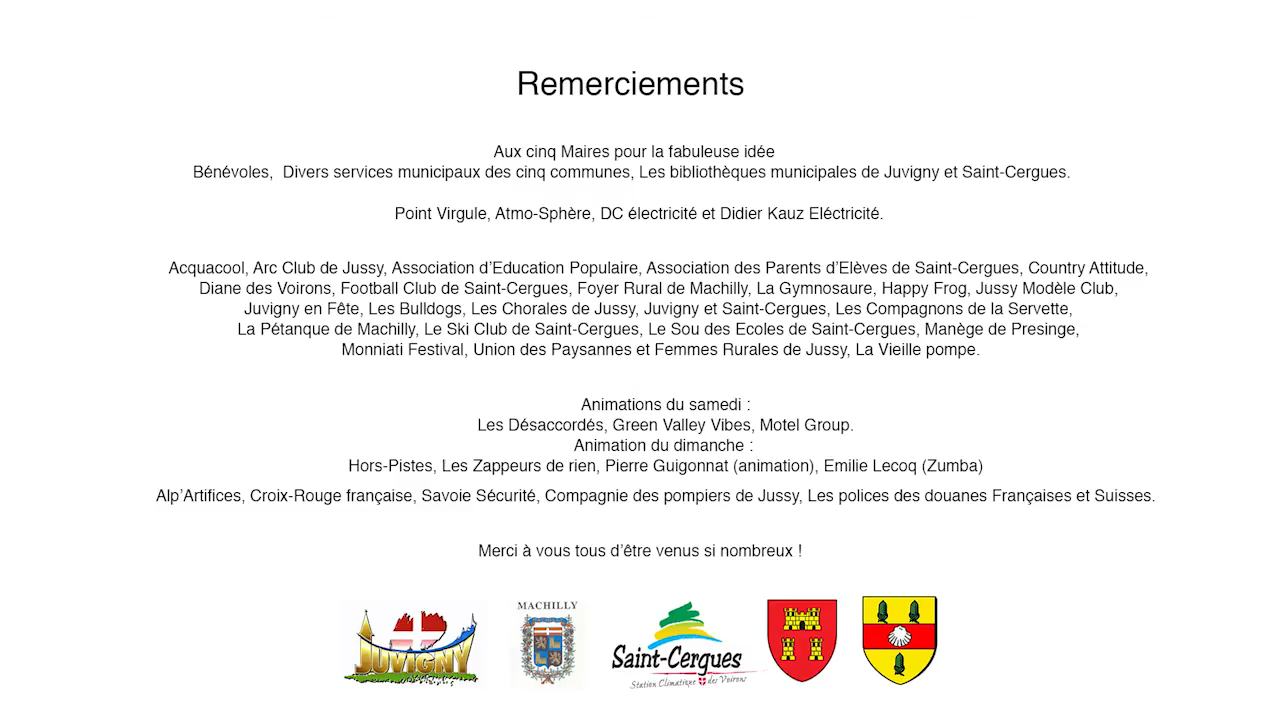 Remerciements
Aux cinq Maires pour la fabuleuse idée
Bénévoles, Divers services municipaux des cinq communes, Les bibliothèques municipales de Juvigny et Saint-Cergues.
Point Virgule, Atmo-Sphère, DC électricité et Didier Kauz Eléctricité.
Acquacool, Arc Club de Jussy, Association d'Education Populaire, Association des Parents d'Elèves de Saint-Cergues, Country Attitude,
Diane des Voirons, Football Club de Saint-Cergues, Foyer Rural de Machilly, La Gymnosaure, Happy Frog, Jussy Modèle Club,
Juvigny en Fête, Les Bulldogs, Les Chorales de Jussy, Juvigny et Saint-Cergues, Les Compagnons de la Servette,
La Pétanque de Machilly, Le Ski Club de Saint-Cergues, Le Sou des Ecoles de Saint-Cergues, Manège de Presinge,
Monniati Festival, Union des Paysannes et Femmes Rurales de Jussy, La Vieille pompe.
Animations du samedi :
Les Désaccordés, Green Valley Vibes, Motel Group.
Animation du dimanche :
Hors-Pistes, Les Zappeurs de rien, Pierre Guigonnat (animation), Emilie Lecoq (Zumba)
Alp'Artifices, Croix-Rouge française, Savoie Sécurité, Compagnie des pompiers de Jussy, Les polices des douanes Françaises et Suisses.
Merci à vous tous d'être venus si nombreux !
JUVIGNY
MACHILLY
Saint-Cergues
Station Climatique des Voirons